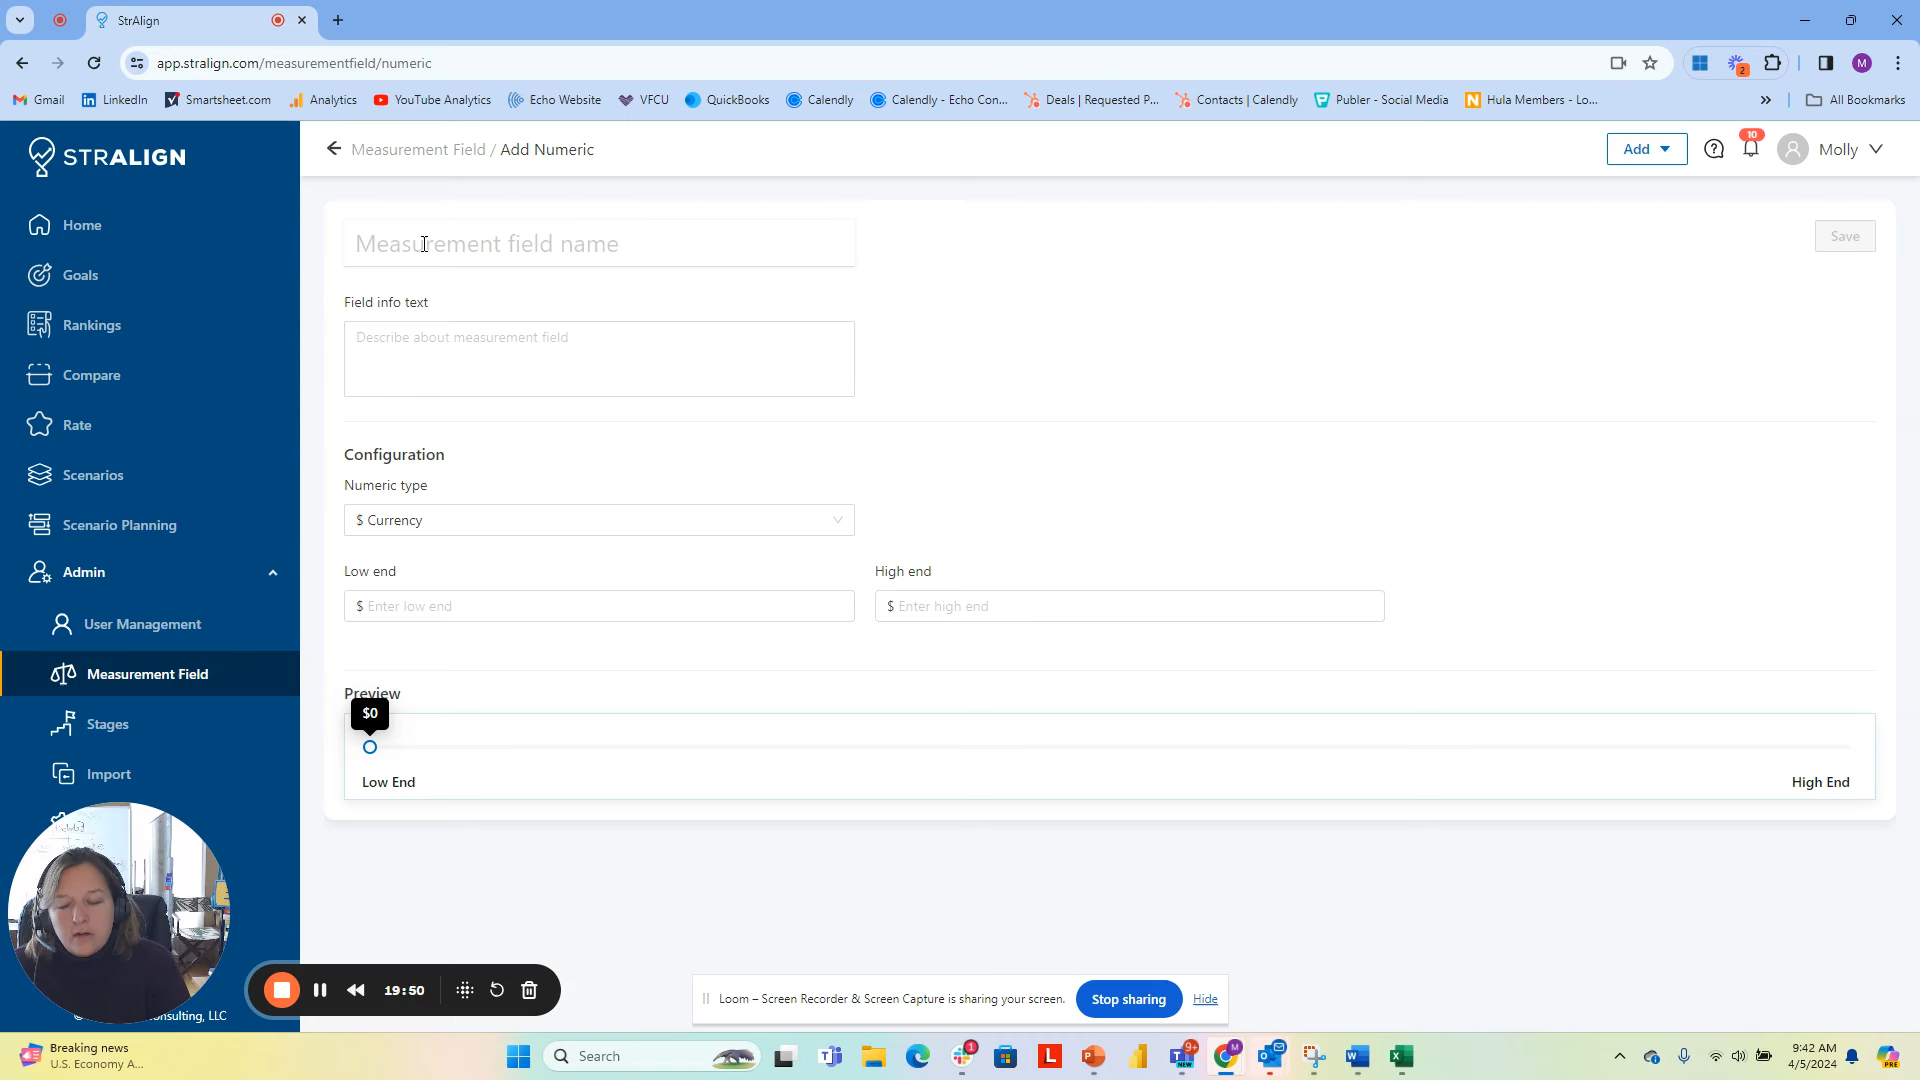 StrAlign
app.stralign.com/measurementfield/numeric
Gmail
LinkedIn
Smartsheet.com
Analytics
YouTube Analytics
Echo Website
VFCU
QuickBooks
Calendly
Calendly - Echo Con...
Deals | Requested P...
Contacts | Calendly
Publer - Social Media
Hula Members - Lo...
All Bookmarks
STRALIGN
Measurement Field / Add Numeric
Add
10
Molly
Home
Goals
Rankings
Compare
Rate
Scenarios
Scenario Planning
Admin
User Management
Measurement Field
Stages
Import
Measurement field name
Save
Field info text
Describe about measurement field
Configuration
Numeric type
$ Currency
Low end
High end
$ Enter low end
$ Enter high end
Preview
$0
Low End
High End
19:50
Loom – Screen Recorder & Screen Capture is sharing your screen.
Stop sharing
Hide
Breaking news
U.S. Economy A...
Search
9:42 AM
4/5/2024